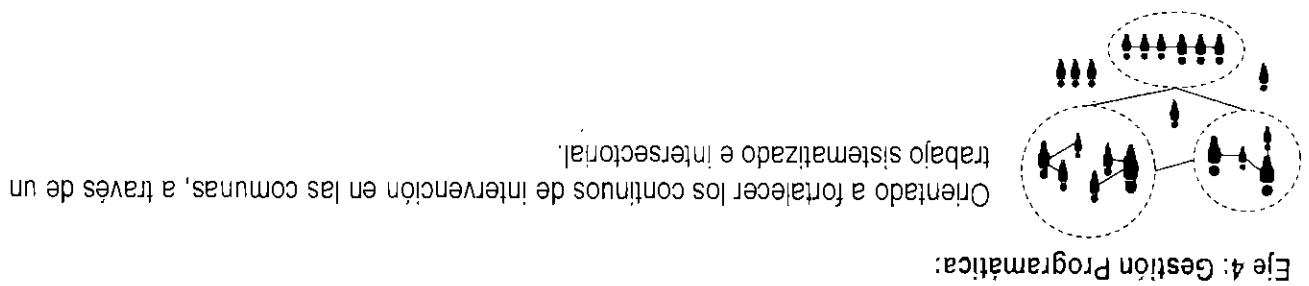 Eje 4: Gestión Programática:
Orientado a fortalecer los continuos de intervención en las comunas, a través de un
trabajo sistematizado e intersectorial.